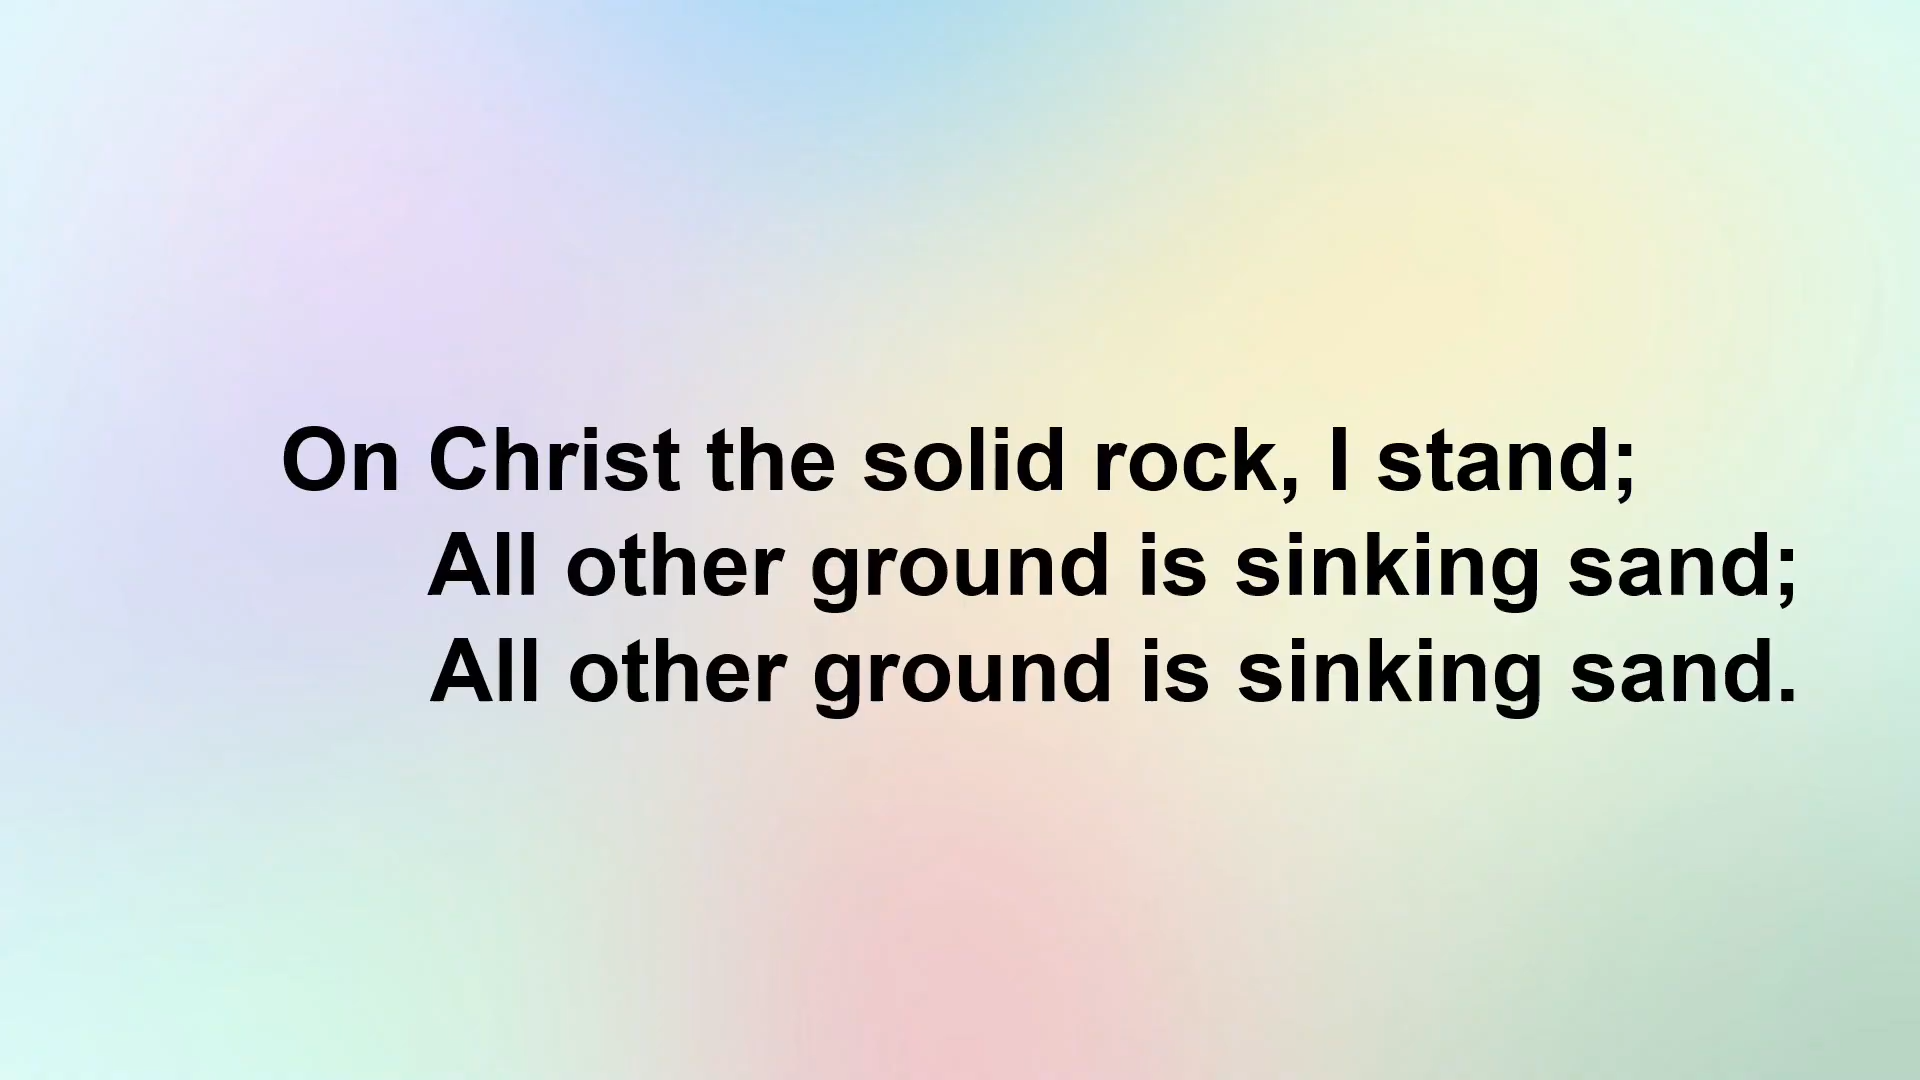 On Christ the solid rock, I stand;
All other ground is sinking sand;
All other ground is sinking sand.